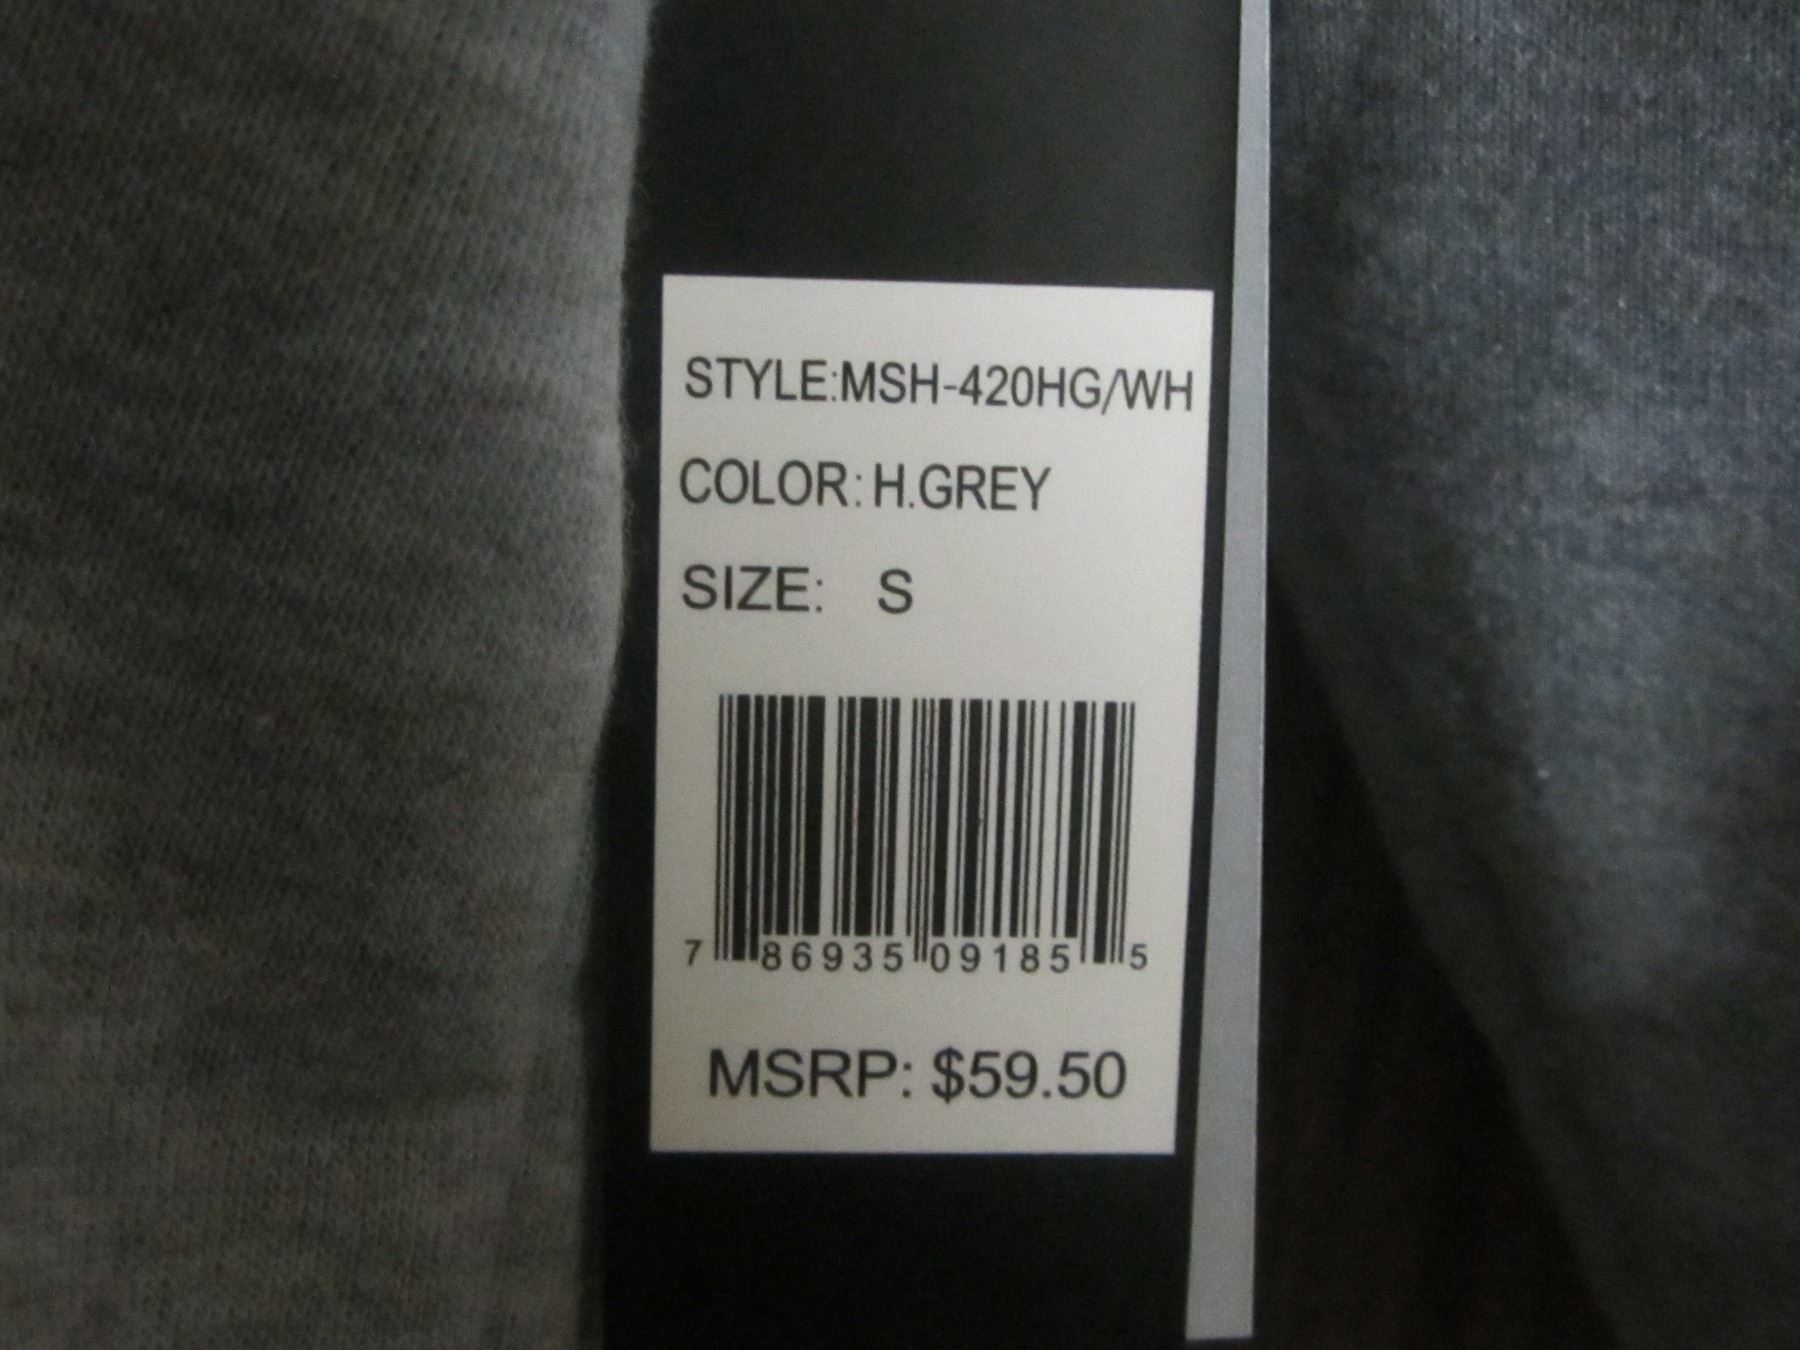 STYLE:MSH-420HG/WH
COLOR: H.GREY
SIZE: S
7 86935 09185 5
MSRP: $59.50